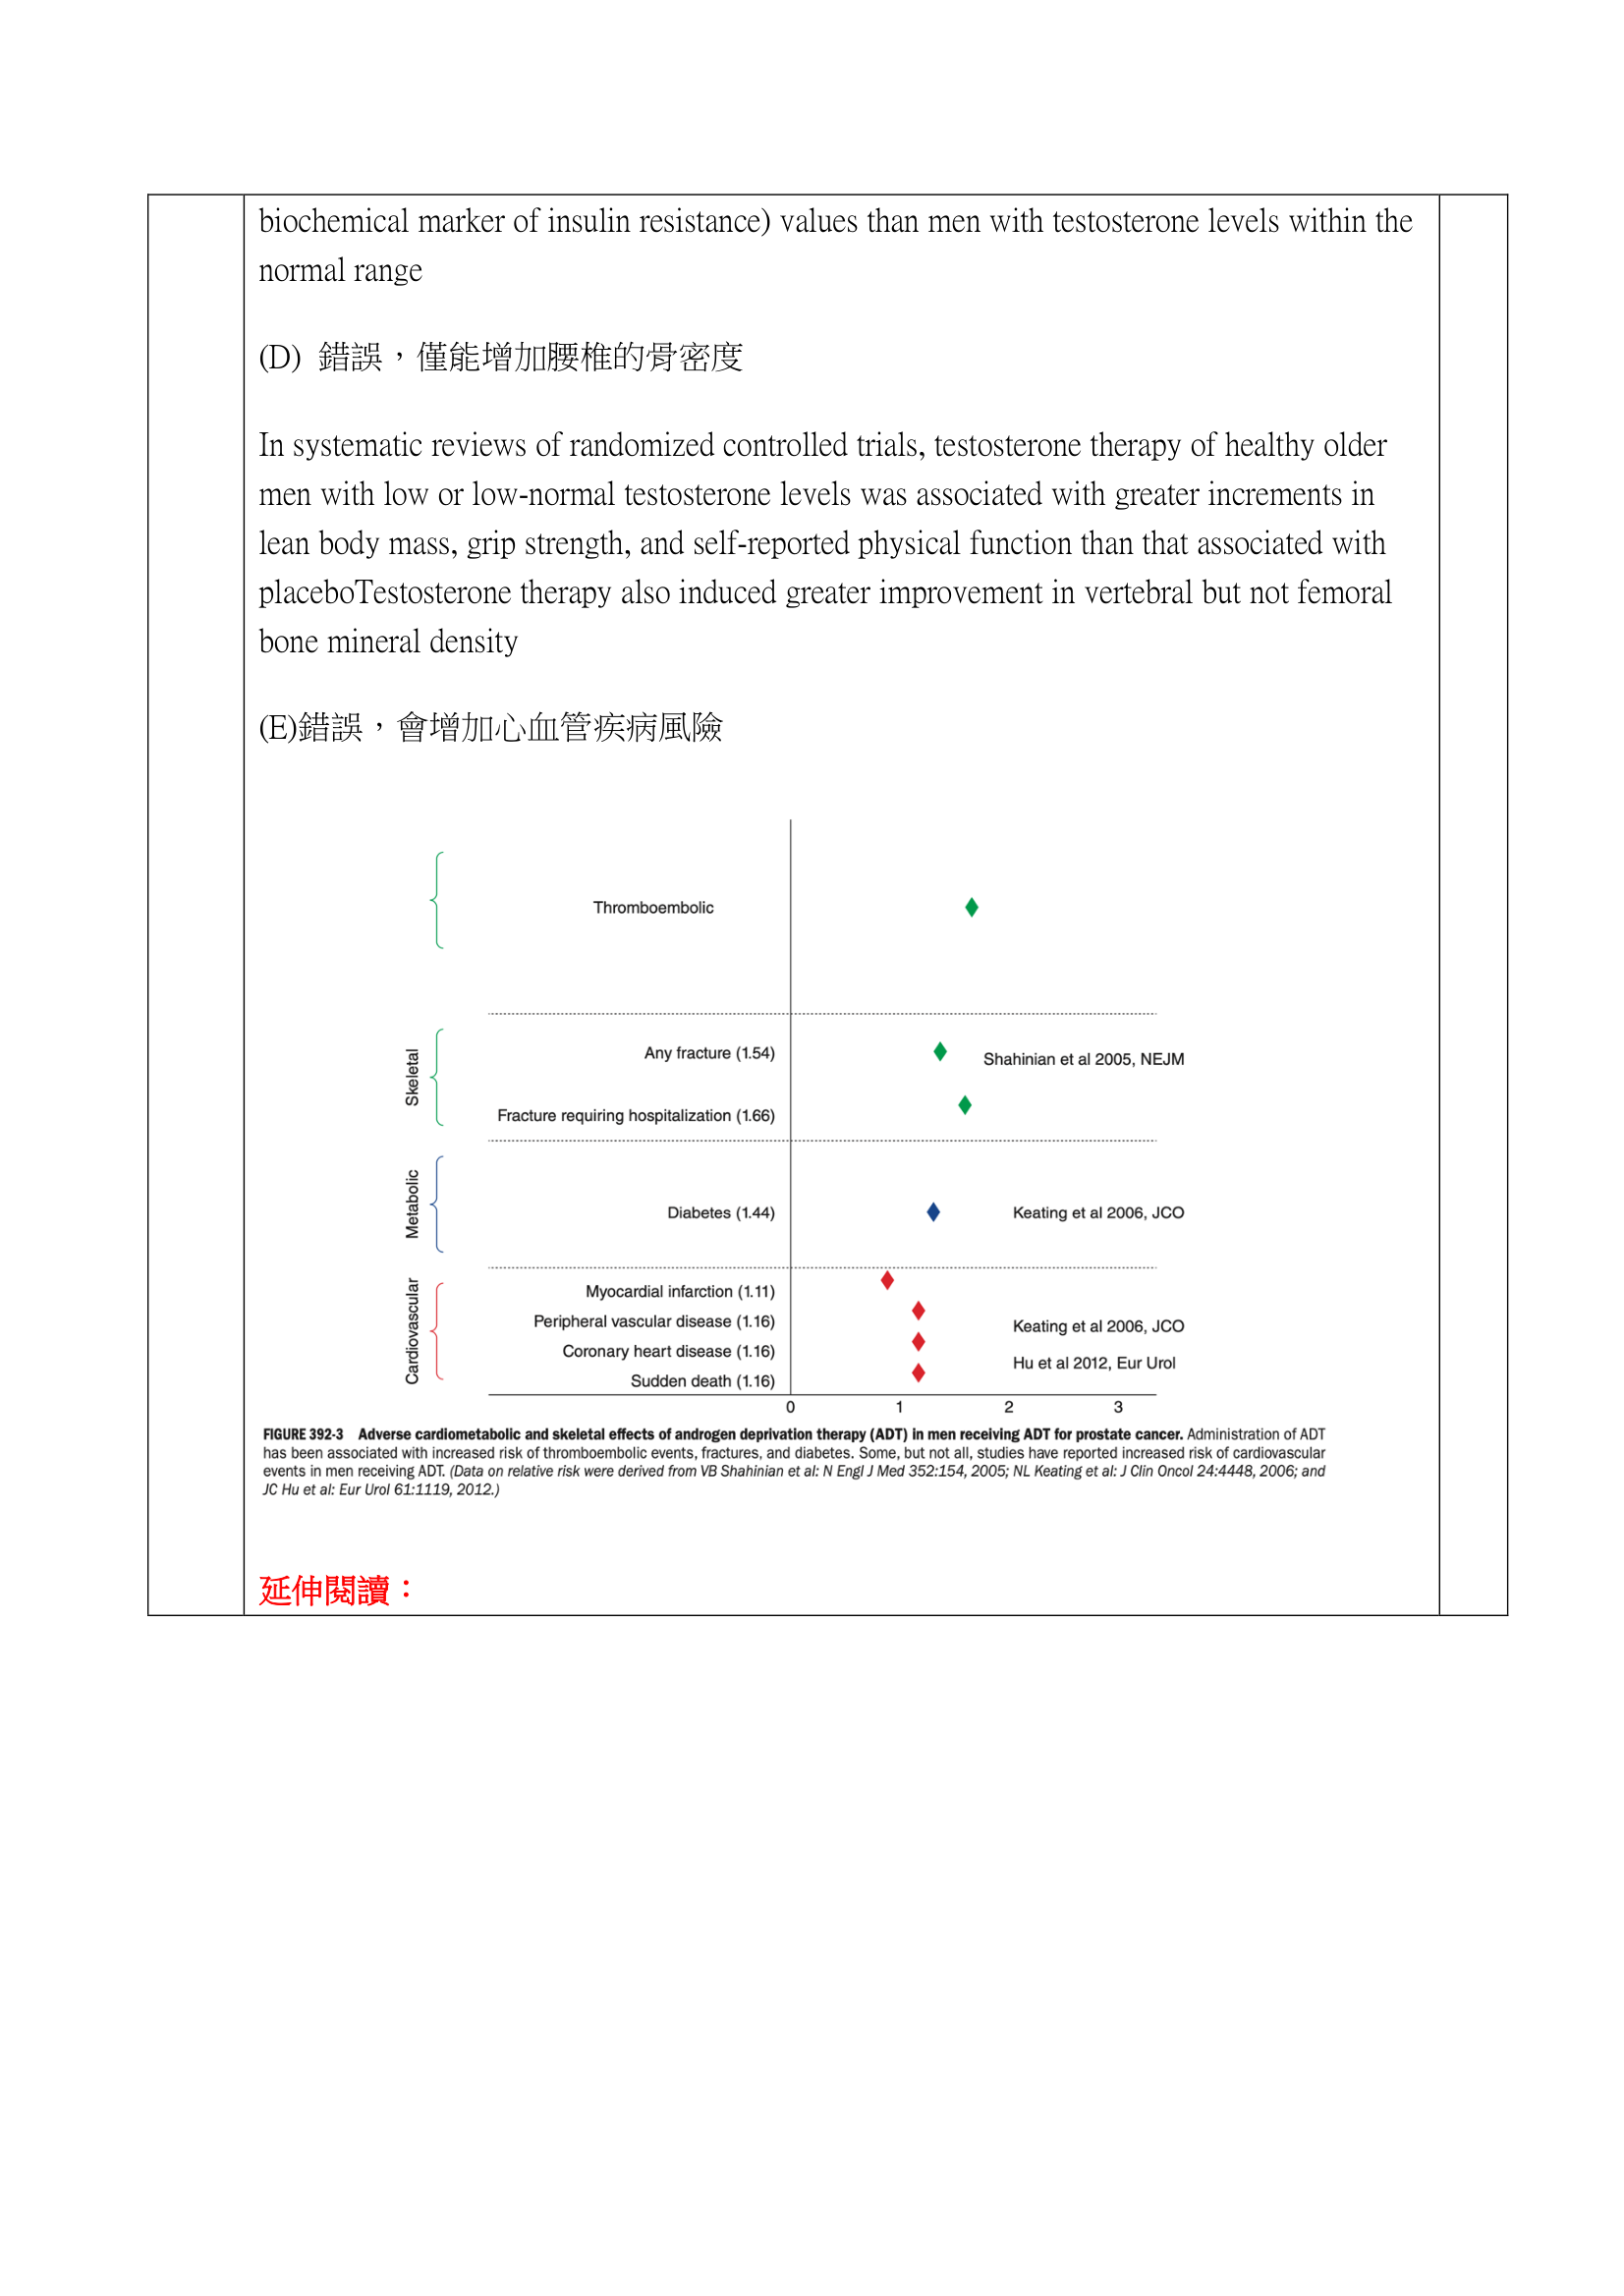 biochemical marker of insulin resistance) values than men with testosterone levels within the
normal range
(D) 錯誤，僅能增加腰椎的骨密度
In systematic reviews of randomized controlled trials, testosterone therapy of healthy older
men with low or low-normal testosterone levels was associated with greater increments in
lean body mass, grip strength, and self-reported physical function than that associated with
placeboTestosterone therapy also induced greater improvement in vertebral but not femoral
bone mineral density
(E)錯誤，會增加心血管疾病風險
Thromboembolic
Skeletal
Any fracture (1.54)
Shahinian et al 2005, NEJM
Fracture requiring hospitalization (1.66)
Metabolic
Diabetes (1.44)
Keating et al 2006, JCO
Cardiovascular
Myocardial infarction (1.11)
Peripheral vascular disease (1.16)
Keating et al 2006, JCO
Coronary heart disease (1.16)
Hu et al 2012, Eur Urol
Sudden death (1.16)
0 1 2 3
FIGURE 392-3 Adverse cardiometabolic and skeletal effects of androgen deprivation therapy (ADT) in men receiving ADT for prostate cancer. Administration of ADT
has been associated with increased risk of thromboembolic events, fractures, and diabetes. Some, but not all, studies have reported increased risk of cardiovascular
events in men receiving ADT. (Data on relative risk were derived from VB Shahinian et al: N Engl J Med 352:154, 2005; NL Keating et al: J Clin Oncol 24:4448, 2006; and
JC Hu et al: Eur Urol 61:1119, 2012.)
延伸閱讀：